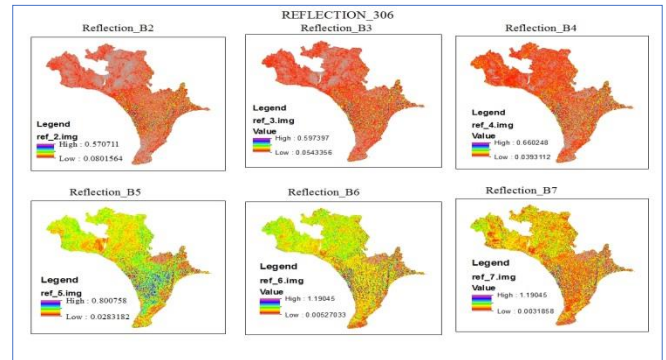 REFLECTION_306
Reflection_B2
Reflection_B3
Reflection_B4
Legend
ref_2.img
High : 0.570711
Low : 0.0801564
Legend
ref_3.img
Value
High : 0.597397
Low : 0.0543356
Legend
ref_4.img
Value
High : 0.660248
Low : 0.0393112
Reflection_B5
Reflection_B6
Reflection_B7
Legend
ref_5.img
High : 0.800758
Low : 0.0283182
Legend
ref_6.img
Value
High : 1.19045
Low : 0.00527033
Legend
ref_7.img
Value
High : 1.19045
Low : 0.0031858